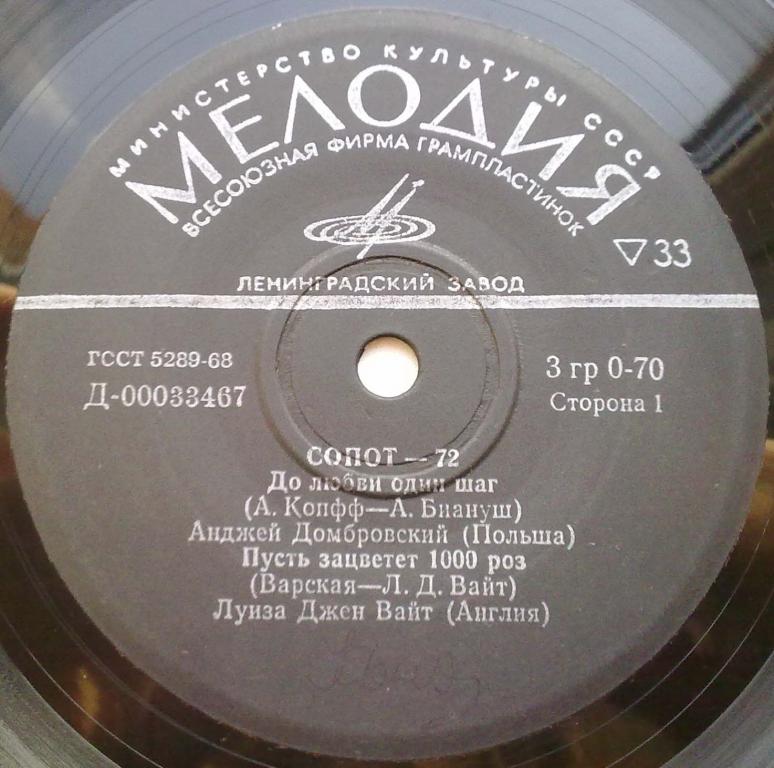 МИНИСТЕРСТВО КУЛЬТУРЫ СССР
МЕЛОДИЯ
ВСЕСОЮЗНАЯ ФИРМА ГРАМПЛАСТИНОК
▽33
ЛЕНИНГРАДСКИЙ ЗАВОД
ГССТ 5289-68
3 гр 0-70
Д-00033467
Сторона 1
СОПОТ — 72
До любви один шаг
(А. Копфф—А. Биануш)
Анджей Домбровский (Польша)
Пусть зацветет 1000 роз
(Варская—Л. Д. Вайт)
Луиза Джен Вайт (Англия)